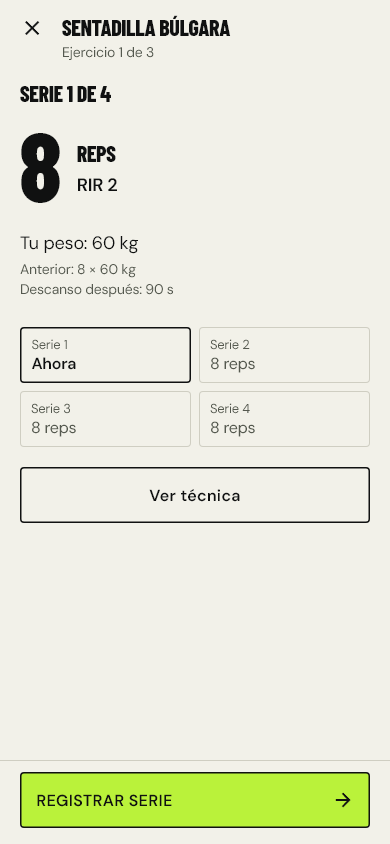 SENTADILLA BÚLGARA
Ejercicio 1 de 3
SERIE 1 DE 4
8
REPS
RIR 2
Tu peso: 60 kg
Anterior: 8 × 60 kg
Descanso después: 90 s
Serie 1
Ahora
Serie 2
8 reps
Serie 3
8 reps
Serie 4
8 reps
Ver técnica
REGISTRAR SERIE